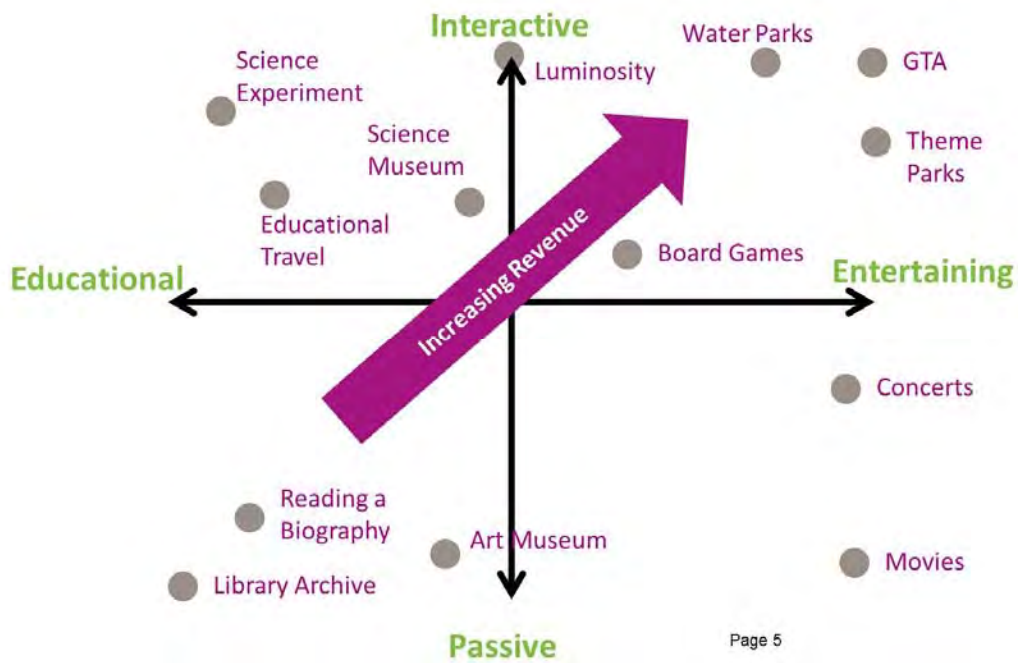 Interactive
Water Parks
GTA
Science
Experiment
Luminosity
Science
Museum
Theme
Parks
Educational
Travel
Board Games
Educational
Entertaining
Increasing Revenue
Concerts
Reading a
Biography
Art Museum
Movies
Library Archive
Passive
Page 5